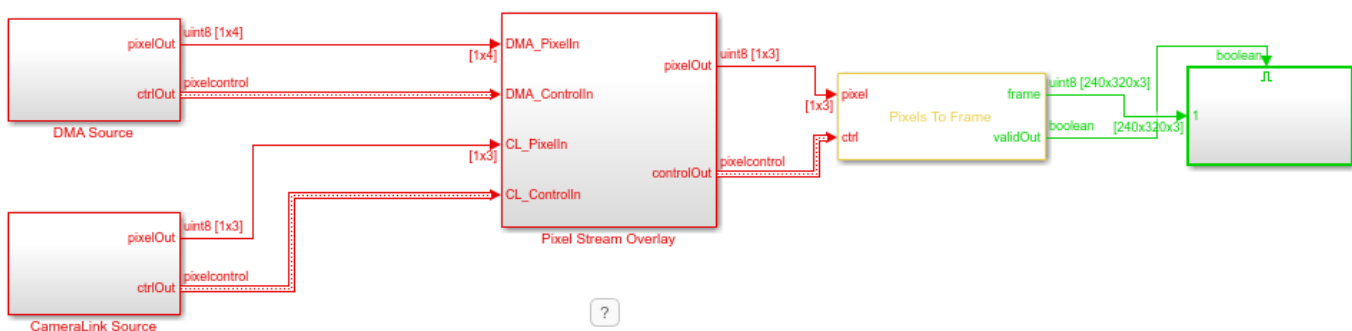 pixelOut
uint8 [1x4]
ctrlOut
pixelcontrol
DMA Source
[1x4]
DMA_PixelIn
DMA_ControlIn
CL_PixelIn
[1x3]
CL_ControlIn
pixelOut
controlOut
Pixel Stream Overlay
pixelOut
uint8 [1x3]
ctrlOut
pixelcontrol
CameraLink Source
uint8 [1x3]
[1x3]
pixelcontrol
pixel
ctrl
Pixels To Frame
frame
validOut
uint8 [240x320x3]
boolean
[240x320x3]
boolean
1
?